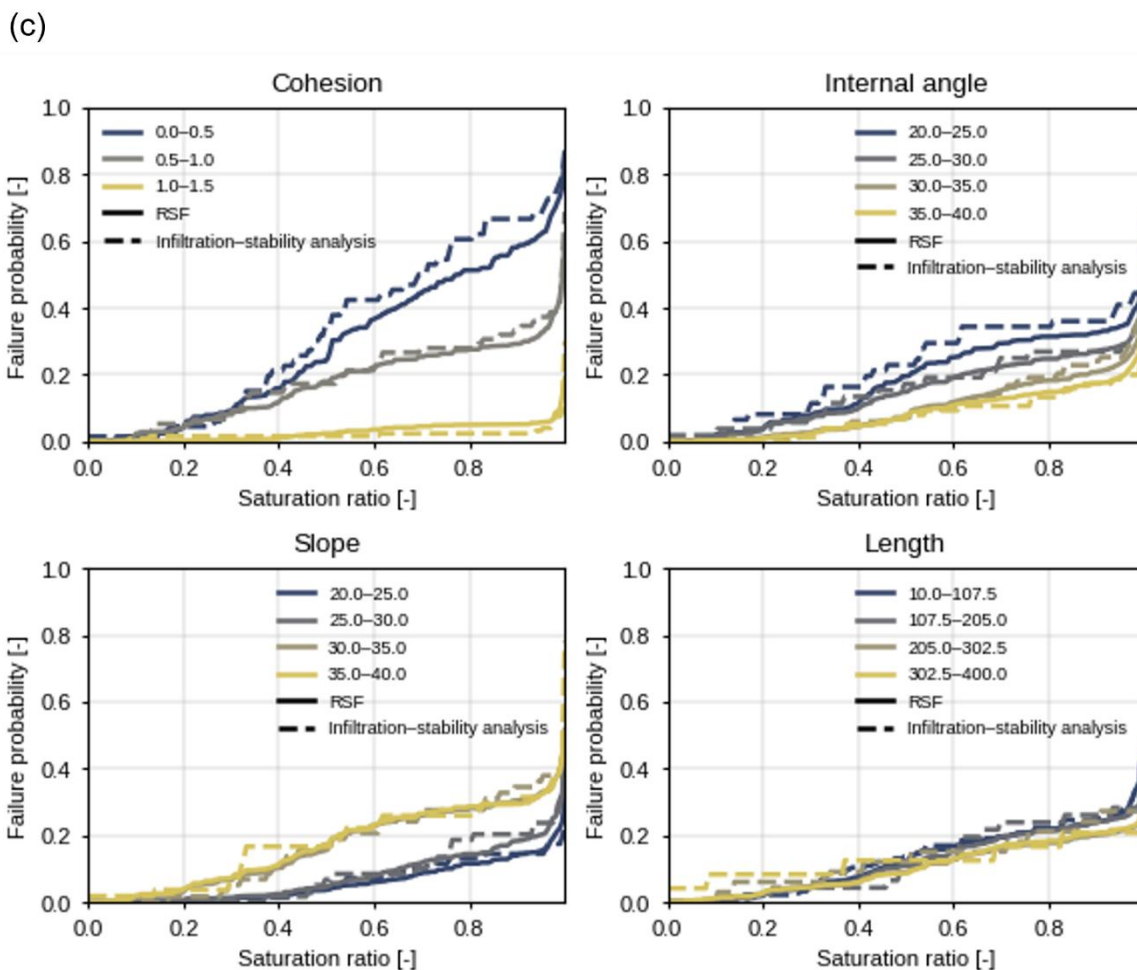 (c)
Cohesion
Failure probability [-]
1.0
0.8
0.6
0.4
0.2
0.0
0.0–0.5
0.5–1.0
1.0–1.5
RSF
Infiltration–stability analysis
0.0 0.2 0.4 0.6 0.8
Saturation ratio [-]
Internal angle
Failure probability [-]
1.0
0.8
0.6
0.4
0.2
0.0
20.0–25.0
25.0–30.0
30.0–35.0
35.0–40.0
RSF
Infiltration–stability analysis
0.0 0.2 0.4 0.6 0.8
Saturation ratio [-]
Slope
Failure probability [-]
1.0
0.8
0.6
0.4
0.2
0.0
20.0–25.0
25.0–30.0
30.0–35.0
35.0–40.0
RSF
Infiltration–stability analysis
0.0 0.2 0.4 0.6 0.8
Saturation ratio [-]
Length
Failure probability [-]
1.0
0.8
0.6
0.4
0.2
0.0
10.0–107.5
107.5–205.0
205.0–302.5
302.5–400.0
RSF
Infiltration–stability analysis
0.0 0.2 0.4 0.6 0.8
Saturation ratio [-]